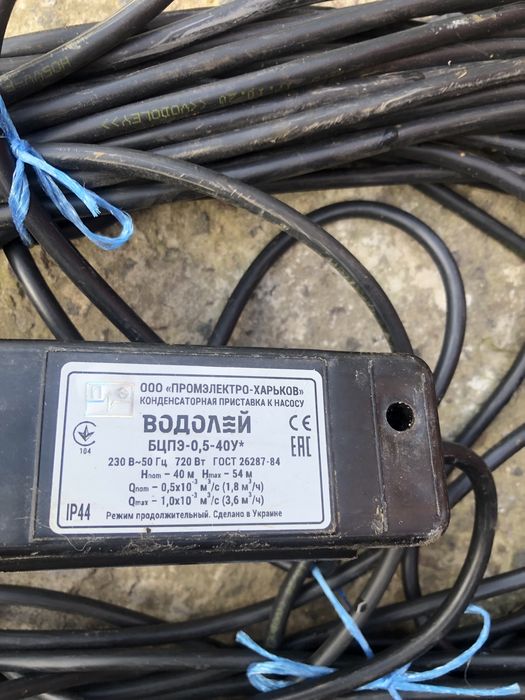 <VODOLEY>
ООО «ПРОМЭЛЕКТРО-ХАРЬКОВ»
КОНДЕНСАТОРНАЯ ПРИСТАВКА К НАСОСУ
ВОДОЛЕЙ
БЦПЭ-0,5-40У*
CE
104
EAC
230 В~50 Гц 720 Вт ГОСТ 26287-84
Hnom – 40 м Hmax – 54 м
Qnom – 0,5x10⁻³ м³/с (1,8 м³/ч)
Qmax – 1,0x10⁻³ м³/с (3,6 м³/ч)
IP44
Режим продолжительный. Сделано в Украине